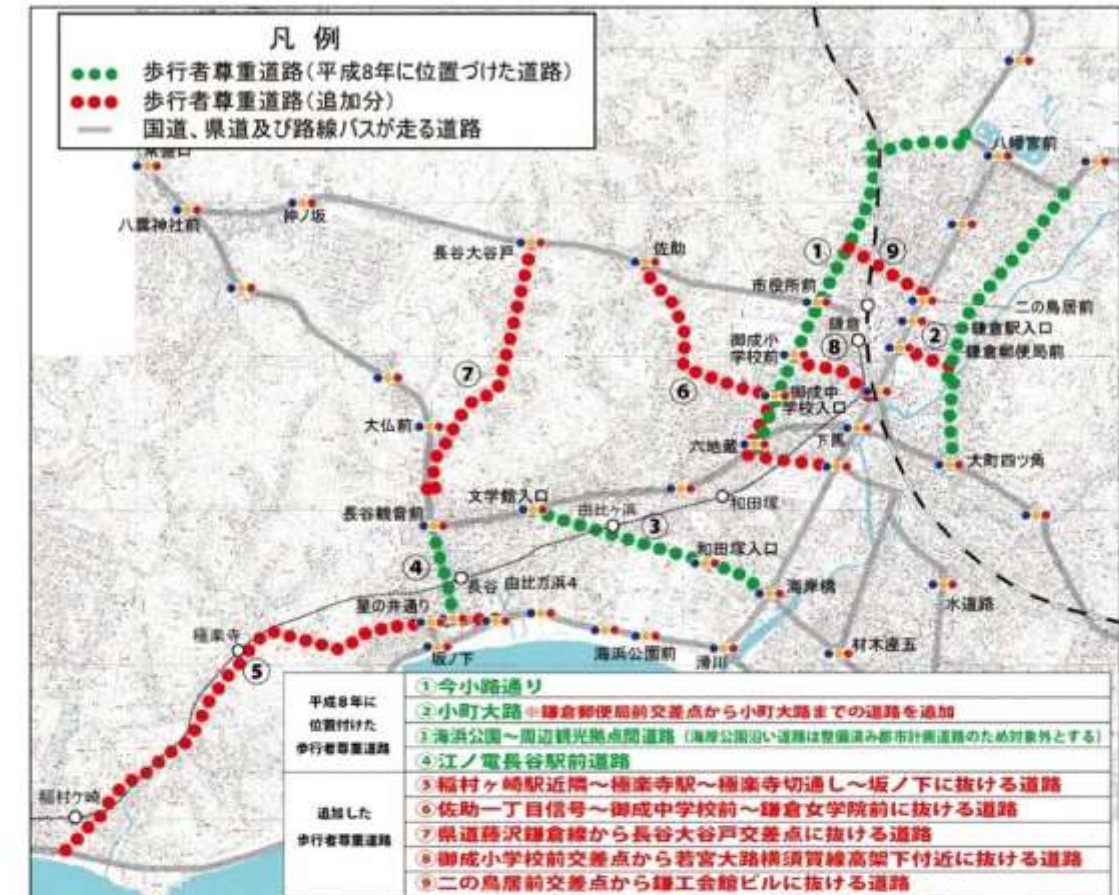 凡 例
歩行者尊重道路(平成8年に位置づけた道路)
歩行者尊重道路(追加分)
国道、県道及び路線バスが走る道路
八幡宮前
八雲神社前
仲ノ坂
長谷大谷戸
佐助
①
⑨
市役所前
二の鳥居前
鎌倉
②
鎌倉駅入口
御成小
学校前
⑧
鎌倉郵便局前
⑦
⑥
御成中
学校入口
大仏前
六地蔵
下馬
大町四ツ角
文学館入口
和田塚
長谷観音前
由比ヶ浜
③
和田塚入口
④
長谷
由比ガ浜4
海岸橋
星の井通り
水道路
極楽寺
坂ノ下
海浜公園前
滑川
材木座五
⑤
稲村ケ崎
平成8年に
位置付けた
歩行者尊重道路
①今小路通り
②小町大路 ※鎌倉郵便局前交差点から小町大路までの道路を追加
③海浜公園~周辺観光拠点間道路 (海岸公園沿い道路は整備済み都市計画道路のため対象外とする)
④江ノ電長谷駅前道路
追加した
歩行者尊重道路
⑤稲村ヶ崎駅近隣~極楽寺駅~極楽寺切通し~坂ノ下に抜ける道路
⑥佐助一丁目信号~御成中学校前~鎌倉女学院前に抜ける道路
⑦県道藤沢鎌倉線から長谷大谷戸交差点に抜ける道路
⑧御成小学校前交差点から若宮大路横須賀線高架下付近に抜ける道路
⑨二の鳥居前交差点から鎌工会館ビルに抜ける道路